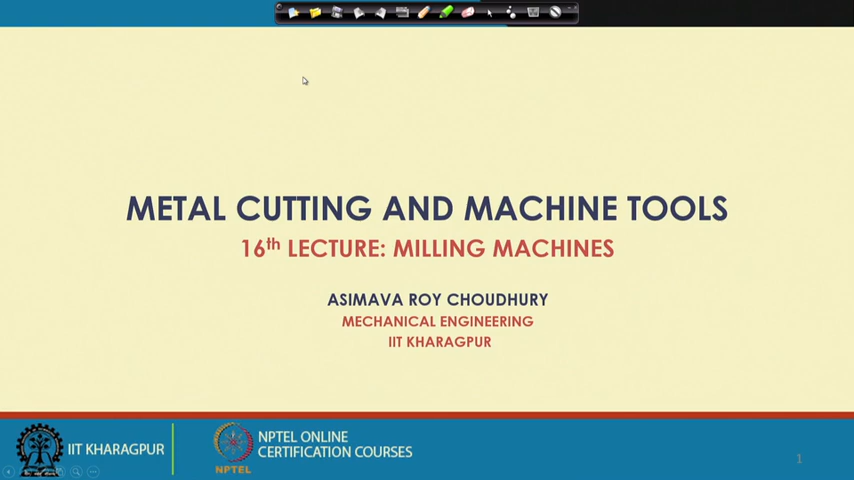 METAL CUTTING AND MACHINE TOOLS
16th LECTURE: MILLING MACHINES
ASIMAVA ROY CHOUDHURY
MECHANICAL ENGINEERING
IIT KHARAGPUR
IIT KHARAGPUR
NPTEL
NPTEL ONLINE
CERTIFICATION COURSES
1